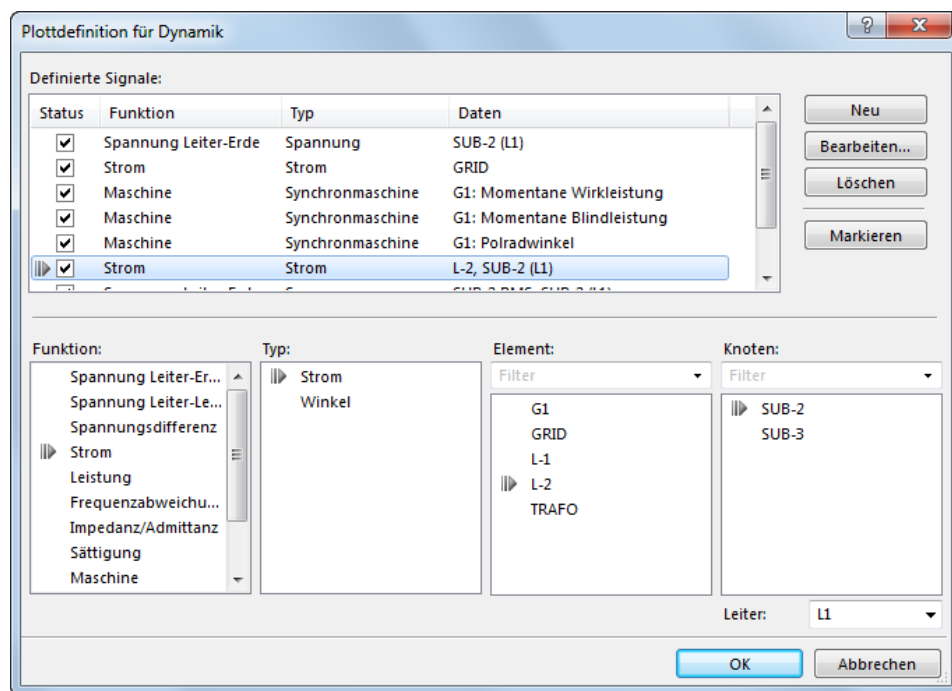 Plottdefinition für Dynamik
Definierte Signale:
Status Funktion Typ Daten
Spannung Leiter-Erde Spannung SUB-2 (L1)
Strom Strom GRID
Maschine Synchronmaschine G1: Momentane Wirkleistung
Maschine Synchronmaschine G1: Momentane Blindleistung
Maschine Synchronmaschine G1: Polradwinkel
Strom Strom L-2, SUB-2 (L1)
Neu
Bearbeiten...
Löschen
Markieren
Funktion:
Spannung Leiter-Er...
Spannung Leiter-Le...
Spannungsdifferenz
Strom
Leistung
Frequenzabweichu...
Impedanz/Admittanz
Sättigung
Maschine
Typ:
Strom
Winkel
Element:
Filter
G1
GRID
L-1
L-2
TRAFO
Knoten:
Filter
SUB-2
SUB-3
Leiter: L1
OK Abbrechen